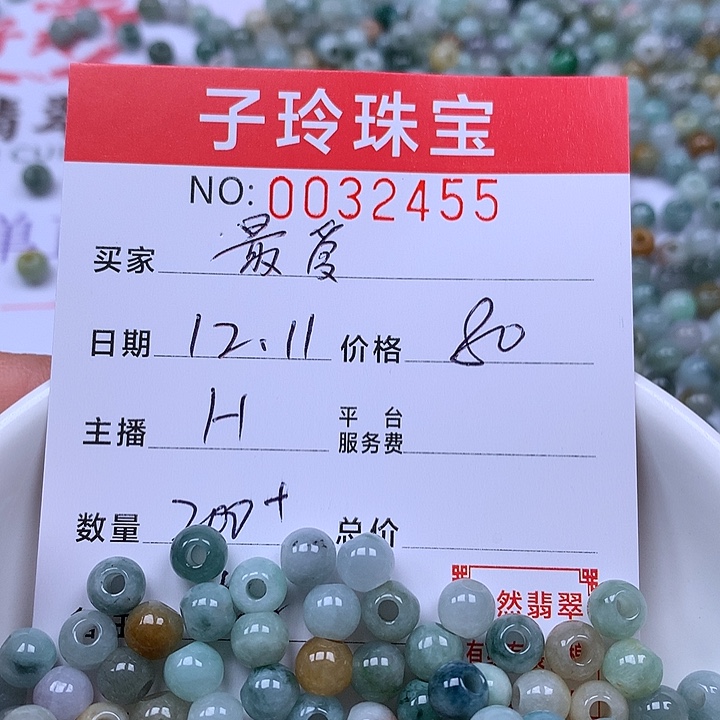 子玲珠宝
NO: 0032455
买家 最爱
日期 12.11 价格 80
主播 H 平台服务费
数量 200+ 总价
然翡翠